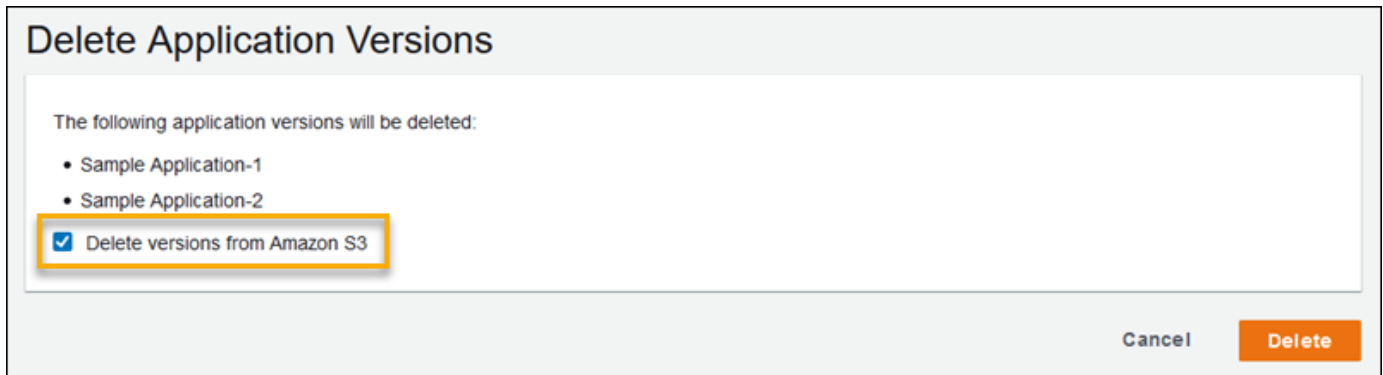 Delete Application Versions
The following application versions will be deleted:
• Sample Application-1
• Sample Application-2
Delete versions from Amazon S3
Cancel
Delete